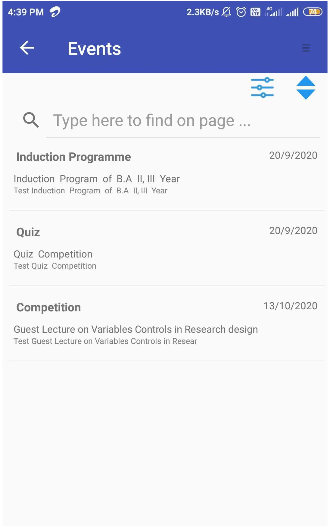 4:39 PM 2.3KB/s 74
Events
Type here to find on page ...
Induction Programme 20/9/2020
Induction Program of B.A II, III Year
Test Induction Program of B.A II, III Year
Quiz 20/9/2020
Quiz Competition
Test Quiz Competition
Competition 13/10/2020
Guest Lecture on Variables Controls in Research design
Test Guest Lecture on Variables Controls in Resear